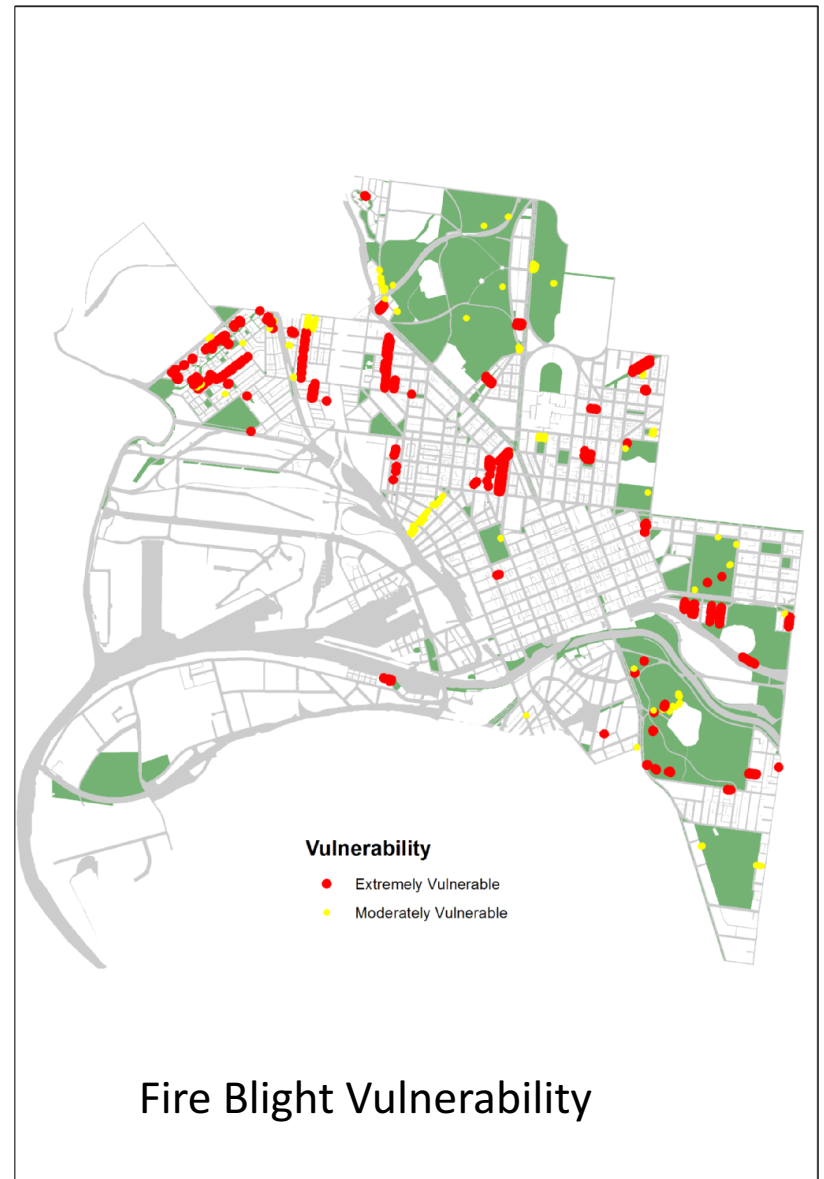 Vulnerability
Extremely Vulnerable
Moderately Vulnerable
Fire Blight Vulnerability